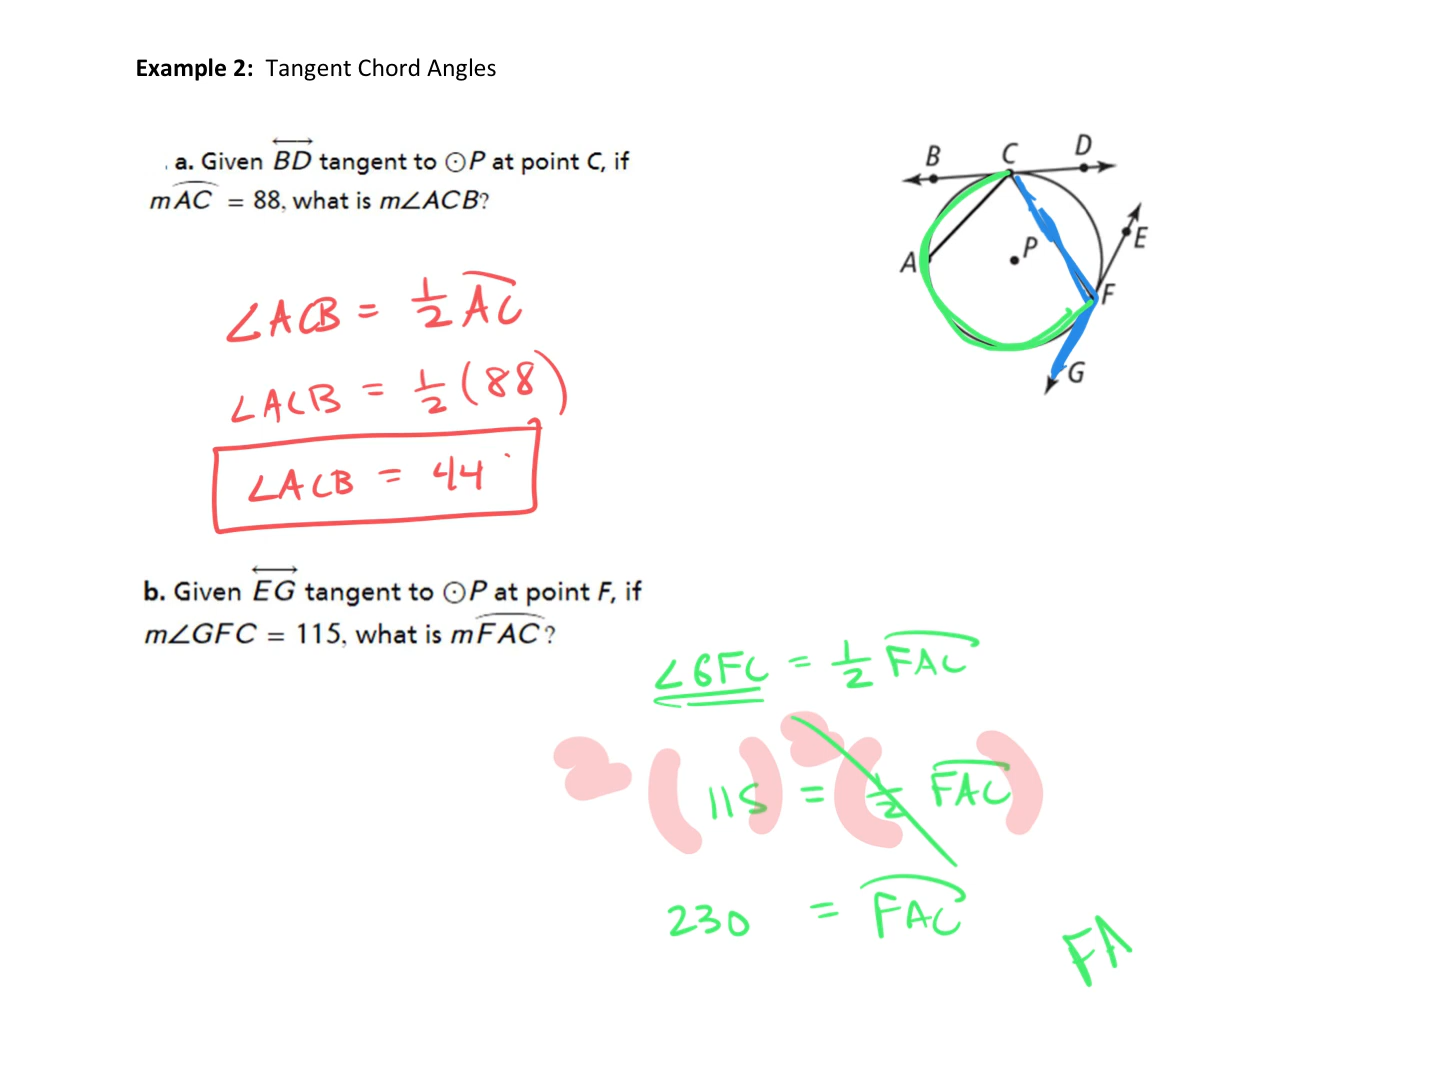 Example 2: Tangent Chord Angles
a. Given BD tangent to ⊙P at point C, if
mAC = 88, what is m∠ACB?
B
C
D
A
P
E
F
G
∠ACB = 1/2 AC
∠ACB = 1/2 (88)
∠ACB = 44°
b. Given EG tangent to ⊙P at point F, if
m∠GFC = 115, what is mFAC?
∠GFC = 1/2 FAC
2 (115) = 2 (1/2 FAC)
230 = FAC
FA